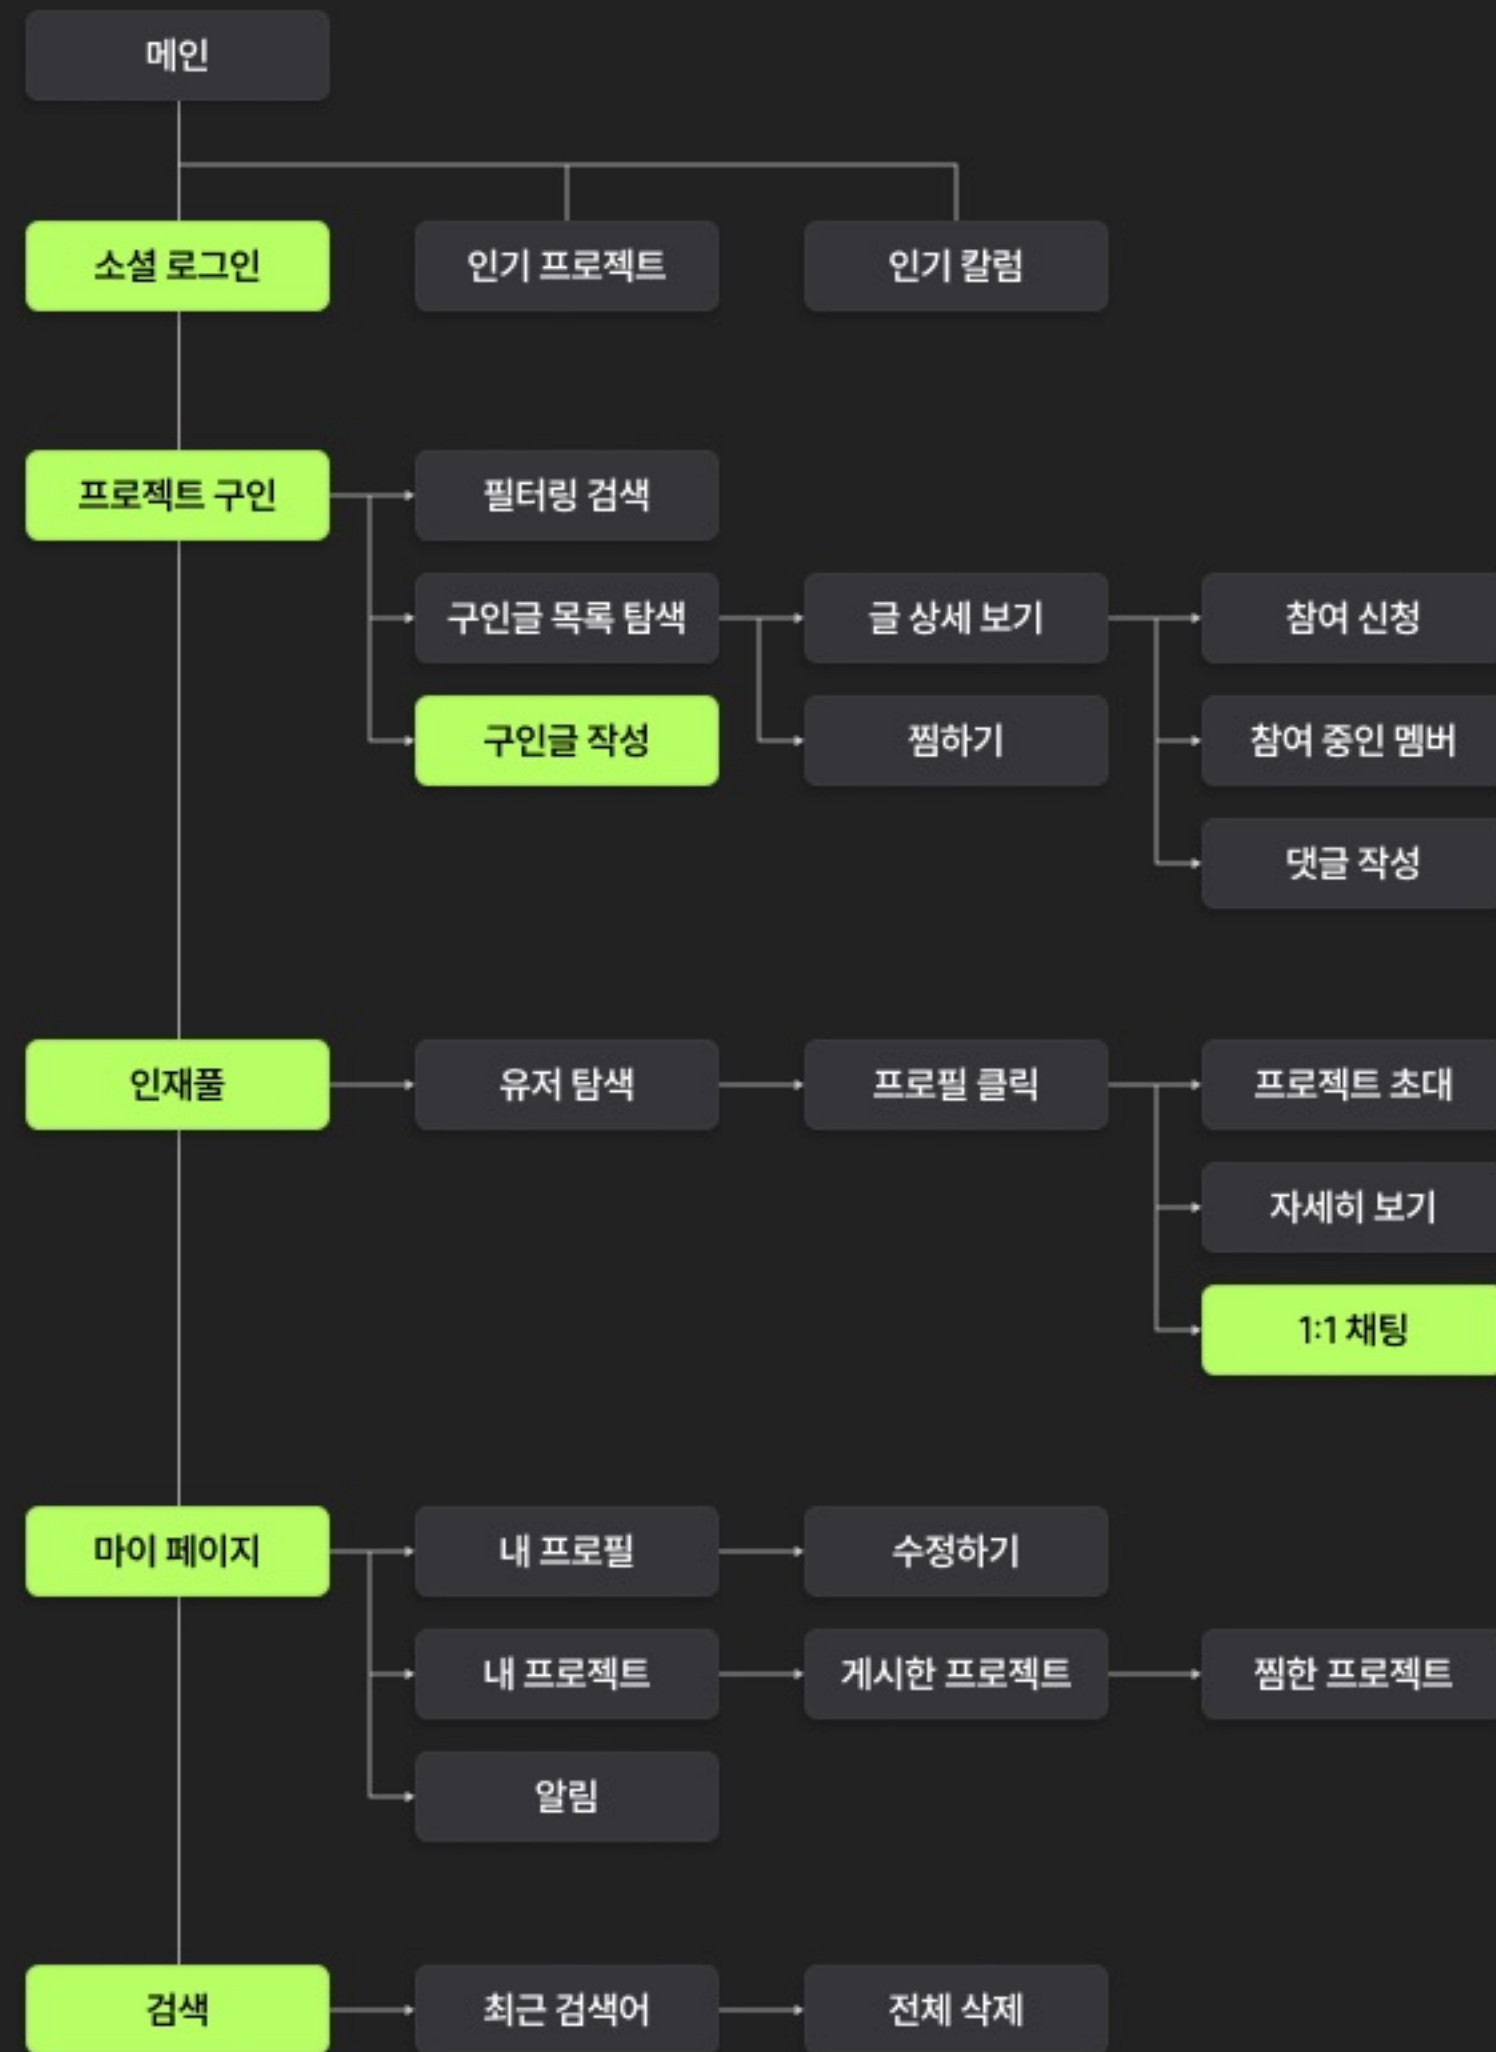 메인
소셜 로그인
인기 프로젝트
인기 칼럼
프로젝트 구인
필터링 검색
구인글 목록 탐색
글 상세 보기
참여 신청
구인글 작성
찜하기
참여 중인 멤버
댓글 작성
인재풀
유저 탐색
프로필 클릭
프로젝트 초대
자세히 보기
1:1 채팅
마이 페이지
내 프로필
수정하기
내 프로젝트
게시한 프로젝트
찜한 프로젝트
알림
검색
최근 검색어
전체 삭제